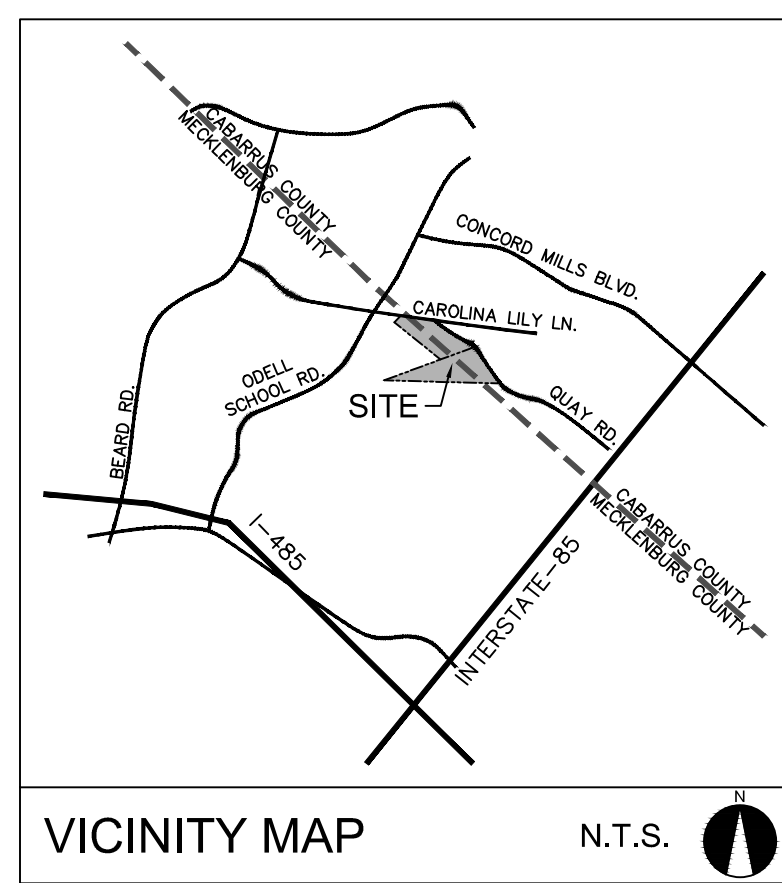 CABARRUS COUNTY
MECKLENBURG COUNTY
CONCORD MILLS BLVD.
CAROLINA LILY LN.
ODELL
SCHOOL RD.
SITE
BEARD RD.
QUAY RD.
I-485
INTERSTATE-85
CABARRUS COUNTY
MECKLENBURG COUNTY
VICINITY MAP
N.T.S.
N